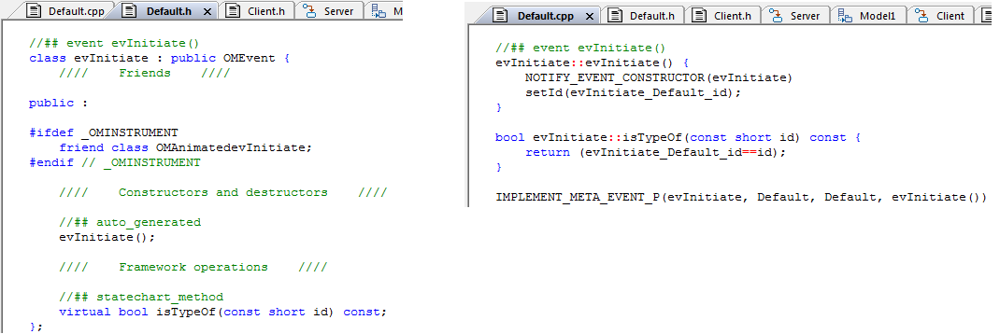 Default.cpp Default.h Client.h Server M
//## event evInitiate()
class evInitiate : public OMEvent {
////    Friends    ////
public :
#ifdef _OMINSTRUMENT
friend class OMAnimatedevInitiate;
#endif // _OMINSTRUMENT
////    Constructors and destructors    ////
//## auto_generated
evInitiate();
////    Framework operations    ////
//## statechart_method
virtual bool isTypeOf(const short id) const;
};
Default.cpp Default.h Client.h Server Model1 Client
//## event evInitiate()
evInitiate::evInitiate() {
NOTIFY_EVENT_CONSTRUCTOR(evInitiate)
setId(evInitiate_Default_id);
}
bool evInitiate::isTypeOf(const short id) const {
return (evInitiate_Default_id==id);
}
IMPLEMENT_META_EVENT_P(evInitiate, Default, Default, evInitiate())